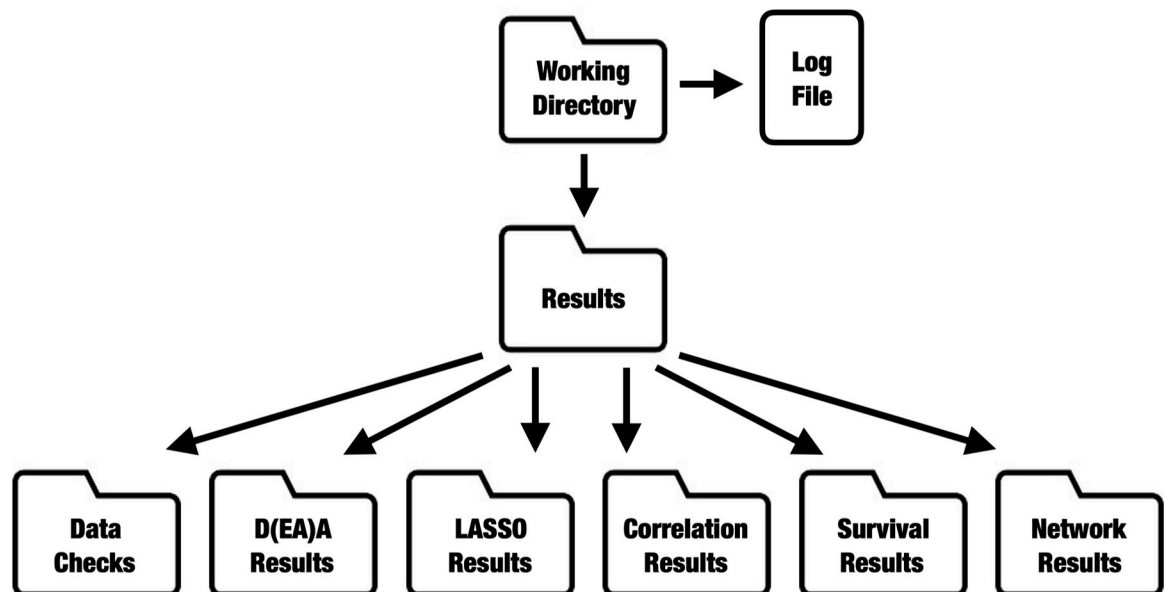 Working
Directory
Log
File
Results
Data
Checks
D(EA)A
Results
LASSO
Results
Correlation
Results
Survival
Results
Network
Results